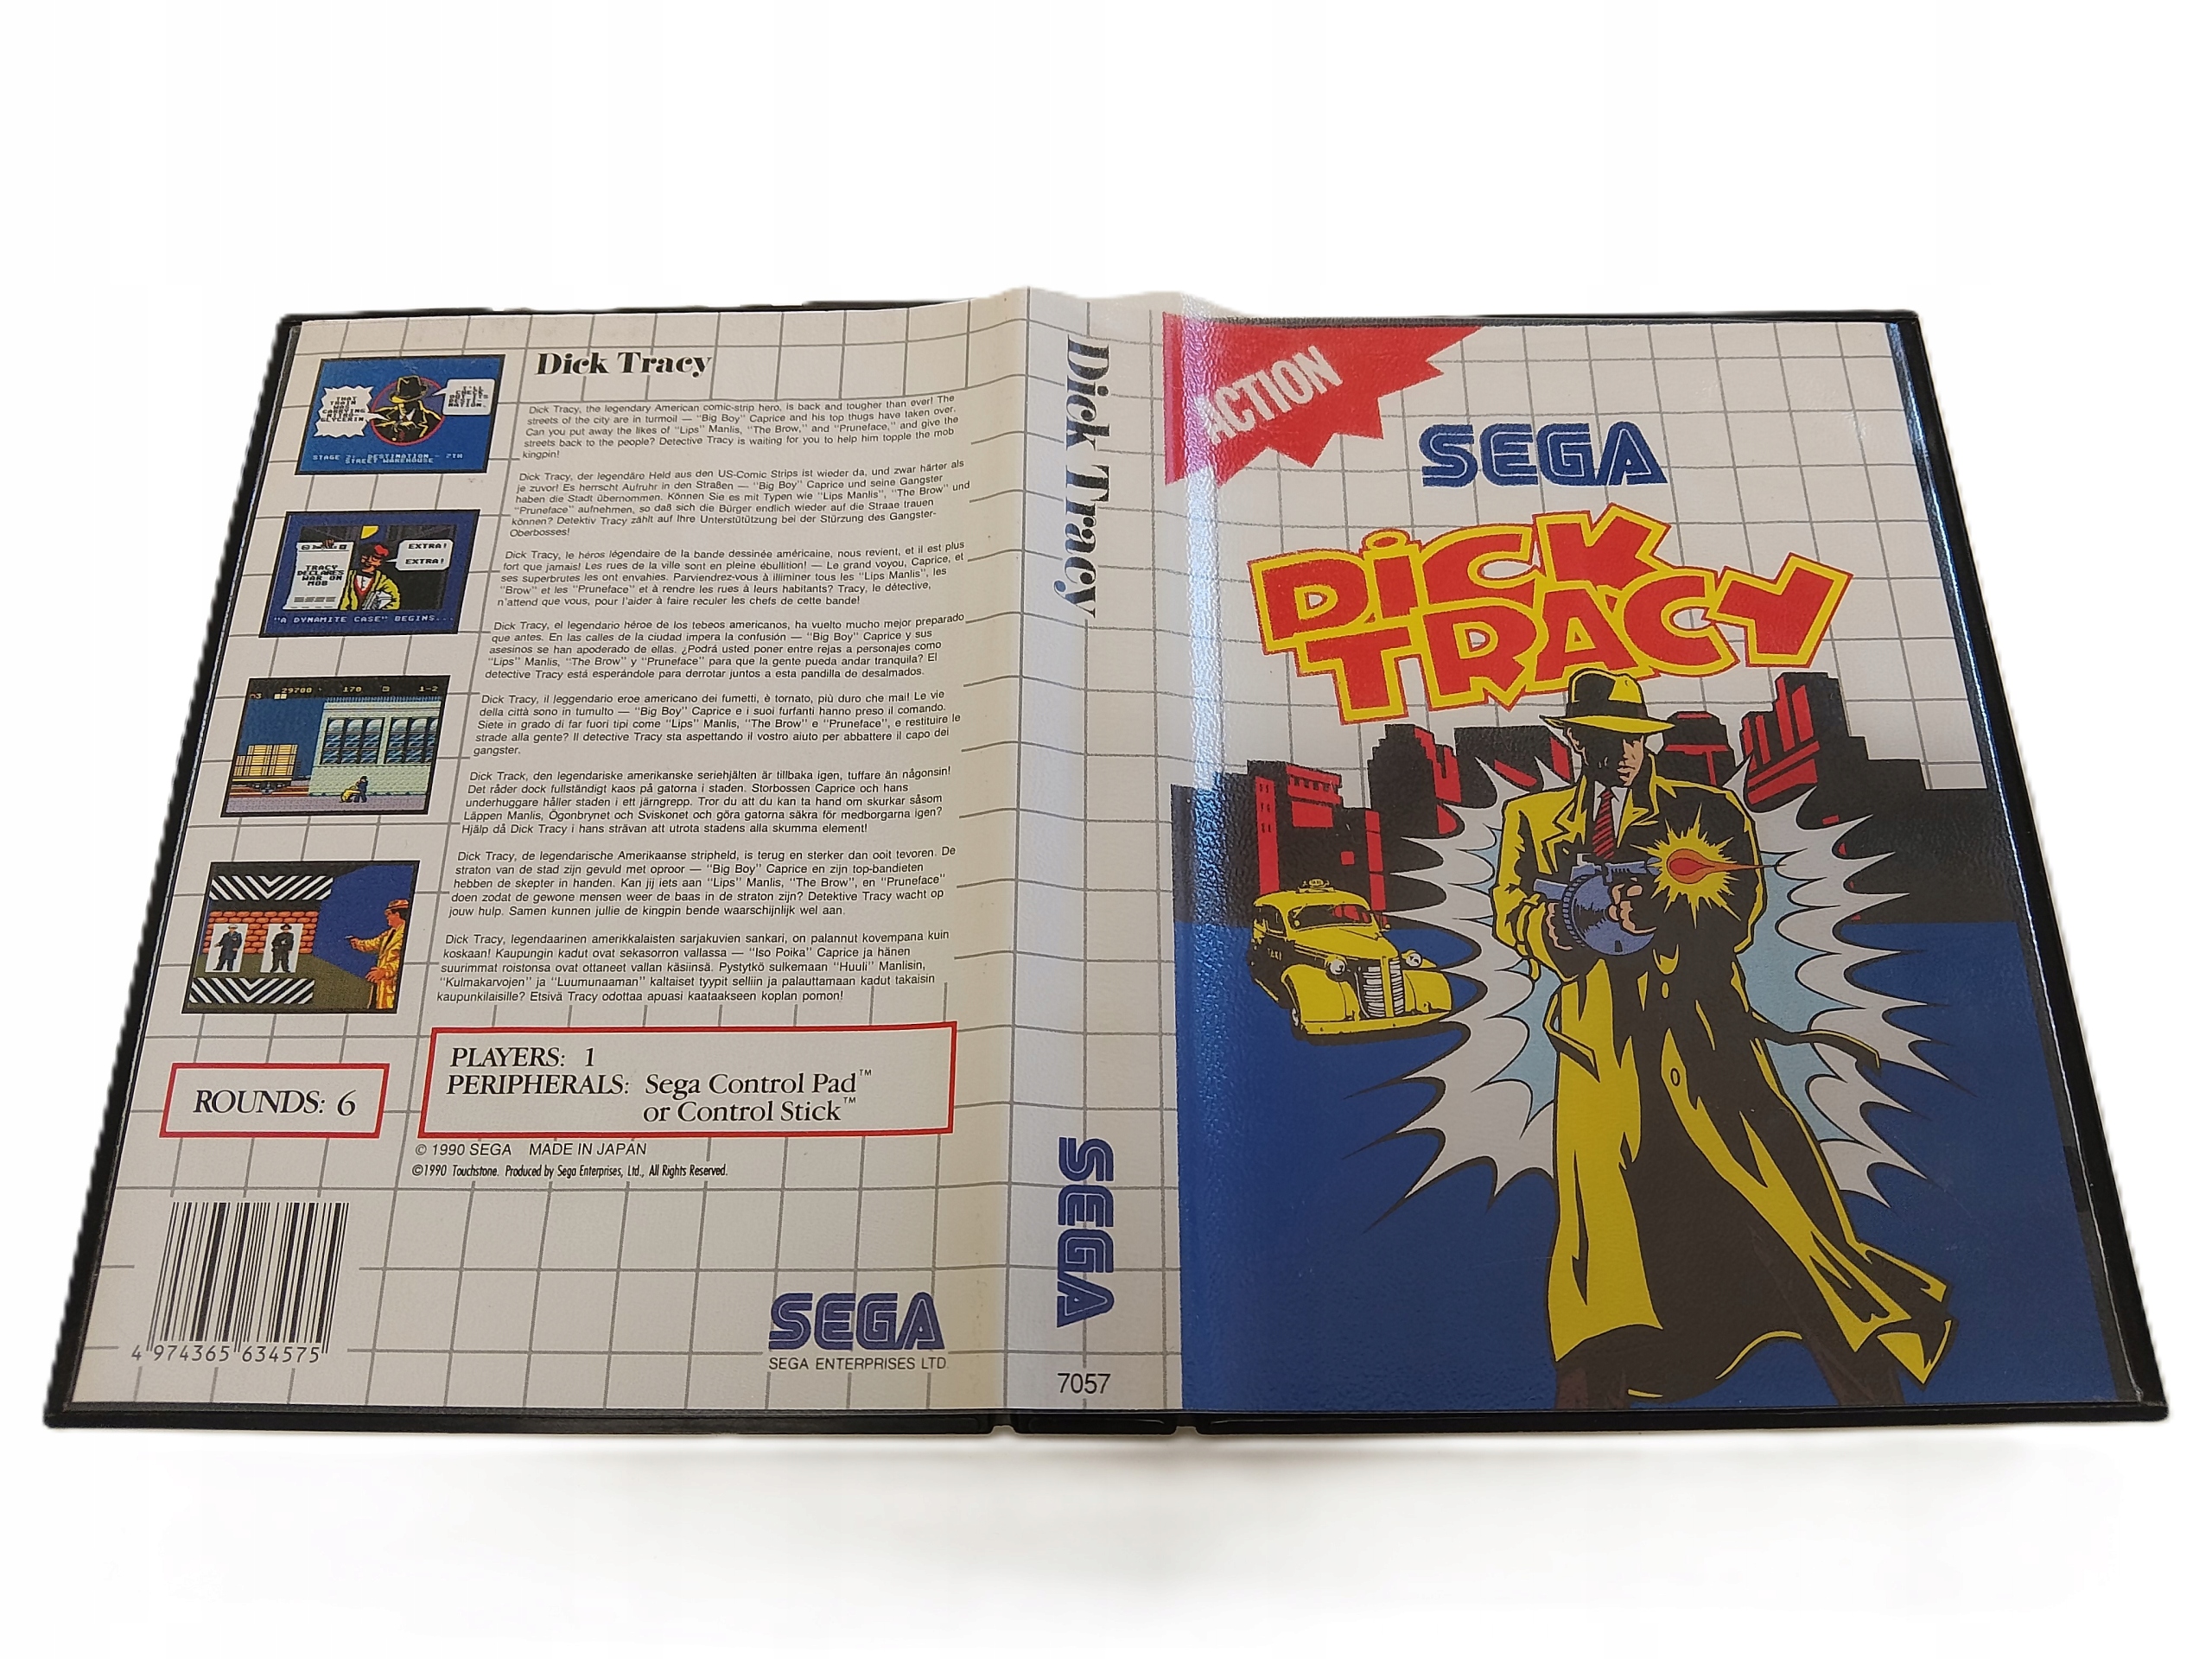 Dick Tracy
Dick Tracy, the legendary American comic-strip hero, is back and tougher than ever! The
streets of the city are in turmoil — "Big Boy" Caprice and his top thugs have taken over.
Can you put away the likes of "Lips" Manlis, "The Brow," and "Pruneface," and give the
streets back to the people? Detective Tracy is waiting for you to help him topple the mob
kingpin!
Dick Tracy, der legendäre Held aus den US-Comic Strips ist wieder da, und zwar härter als
je zuvor! Es herrscht Aufruhr in den Straßen — "Big Boy" Caprice und seine Gangster
haben die Stadt übernommen. Können Sie es mit Typen wie "Lips Manlis", "The Brow" und
"Pruneface" aufnehmen, so daß sich die Bürger endlich wieder auf die Straae trauen
können? Detektiv Tracy zählt auf Ihre Unterstütützung bei der Stürzung des Gangster-
Oberbosses!
Dick Tracy, le héros légendaire de la bande dessinée américaine, nous revient, et il est plus
fort que jamais! Les rues de la ville sont en pleine ébullition! — Le grand voyou, Caprice, et
ses superbrutes les ont envahies. Parviendrez-vous à illiminer tous les "Lips Manlis", les
"Brow" et les "Pruneface" et à rendre les rues à leurs habitants? Tracy, le détective,
n'attend que vous, pour l'aider à faire reculer les chefs de cette bande!
Dick Tracy, el legendario héroe de los tebeos americanos, ha vuelto mucho mejor preparado
que antes. En las calles de la ciudad impera la confusión — "Big Boy" Caprice y sus
asesinos se han apoderado de ellas. ¿Podrá usted poner entre rejas a personajes como
"Lips" Manlis, "The Brow" y "Pruneface" para que la gente pueda andar tranquila? El
detective Tracy está esperándole para derrotar juntos a esta pandilla de desalmados.
Dick Tracy, il leggendario eroe americano dei fumetti, è tornato, più duro che mai! Le vie
della città sono in tumulto — "Big Boy" Caprice e i suoi furfanti hanno preso il comando.
Siete in grado di far fuori tipi come "Lips" Manlis, "The Brow" e "Pruneface", e restituire le
strade alla gente? Il detective Tracy sta aspettando il vostro aiuto per abbattere il capo dei
gangster.
Dick Track, den legendariske amerikanske seriehjälten är tillbaka igen, tuffare än någonsin!
Det råder dock fullständigt kaos på gatorna i staden. Storbossen Caprice och hans
underhuggare håller staden i ett järngrepp. Tror du att du kan ta hand om skurkar såsom
Läppen Manlis, Ögonbrynet och Sviskonet och göra gatorna säkra för medborgarna igen?
Hjälp då Dick Tracy i hans strävan att utrota stadens alla skumma element!
Dick Tracy, de legendarische Amerikaanse stripheld, is terug en sterker dan ooit tevoren. De
straton van de stad zijn gevuld met oproor — "Big Boy" Caprice en zijn top-bandieten
hebben de skepter in handen. Kan jij iets aan "Lips" Manlis, "The Brow", en "Pruneface"
doen zodat de gewone mensen weer de baas in de straton zijn? Detektive Tracy wacht op
jouw hulp. Samen kunnen jullie de kingpin bende waarschijnlijk wel aan.
Dick Tracy, legendaarinen amerikkalaisten sarjakuvien sankari, on palannut kovempana kuin
koskaan! Kaupungin kadut ovat sekasorron vallassa — "Iso Poika" Caprice ja hänen
suurimmat roistonsa ovat ottaneet vallan käsiinsä. Pystytkö sulkemaan "Huuli" Manlisin,
"Kulmakarvojen" ja "Luumunaaman" kaltaiset tyypit selliin ja palauttamaan kadut takaisin
kaupunkilaisille? Etsivä Tracy odottaa apuasi kaataakseen koplan pomon!
THAT
TRAIN
WAS
CARRYING
NITRO-
GLYCERIN
I'LL
CHECK
STAGE 2: DESTINATION - 7TH
STREET WAREHOUSE
TRACY
DECLARES
WAR ON
MOB
EXTRA!
EXTRA!
"A DYNAMITE CASE" BEGINS...
3 29700 170 1-2
ROUNDS: 6
PLAYERS: 1
PERIPHERALS: Sega Control Pad™
or Control Stick™
© 1990 SEGA MADE IN JAPAN
©1990 Touchstone. Produced by Sega Enterprises, Ltd., All Rights Reserved.
4 974365 634575
SEGA
SEGA ENTERPRISES LTD.
Dick Tracy
SEGA
7057
ACTION
SEGA
DiCK
TRACY
TAXI